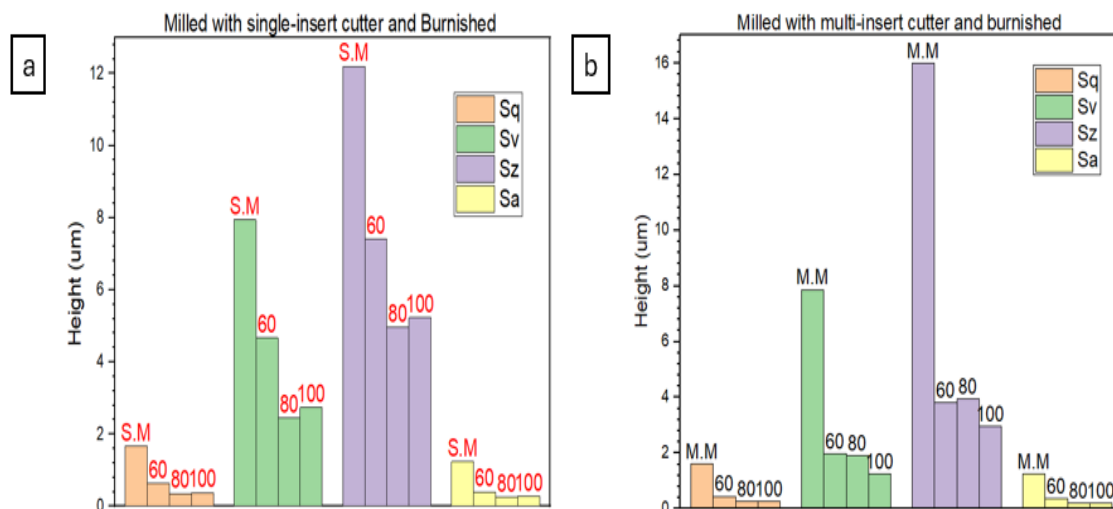 a
Milled with single-insert cutter and Burnished
Height (um)
12
10
8
6
4
2
0
S.M
60
80
100
S.M
60
80
100
S.M
60
80
100
S.M
60
80
100
Sq
Sv
Sz
Sa
b
Milled with multi-insert cutter and burnished
Height (um)
16
14
12
10
8
6
4
2
0
M.M
60
80
100
M.M
60
80
100
M.M
60
80
100
M.M
60
80
100
Sq
Sv
Sz
Sa